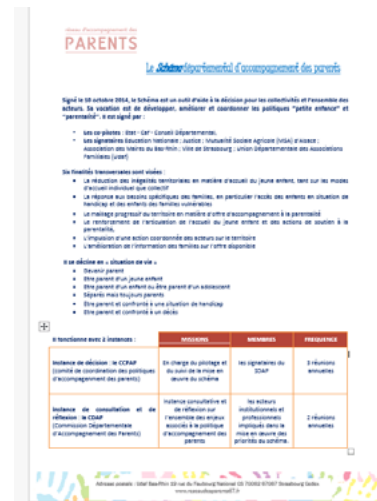 PARENTS
Le Schéma départemental d'accompagnement des parents
Signé le 10 octobre 2014, le Schéma est un outil d'aide à la décision pour les collectivités et l'ensemble des
acteurs. Sa vocation est de développer, améliorer et coordonner les politiques "petite enfance" et
"parentalité". Il est signé par :
Les co-pilotes : Etat - Caf - Conseil Départemental.
Les signataires Education Nationale ; Justice ; Mutualité Sociale Agricole (MSA) d'Alsace ;
Association des Maires du Bas-Rhin ; Ville de Strasbourg ; Union Départementale des Associations
Familiales (Udaf)
Six finalités transversales sont visées :
La réduction des inégalités territoriales en matière d'accueil du jeune enfant, tant sur les modes
d'accueil individuel que collectif
La réponse aux besoins spécifiques des familles, en particulier l'accès des enfants en situation de
handicap et des enfants des familles vulnérables
Le maillage progressif du territoire en matière d'offre d'accompagnement à la parentalité
Le renforcement de l'articulation de l'accueil du jeune enfant et des actions de soutien à la
parentalité,
L'impulsion d'une action coordonnée des acteurs sur le territoire
L'amélioration de l'information des familles sur l'offre disponible
Il se décline en « situation de vie »
Devenir parent
Etre parent d'un jeune enfant
Etre parent d'un enfant ou être parent d'un adolescent
Séparés mais toujours parents
Etre parent et confronté à une situation de handicap
Etre parent et confronté à un décès
Il fonctionne avec 2 instances : MISSIONS MEMBRES FREQUENCE
Instance de décision : le CCPAP
(comité de coordination des politiques
d'accompagnement des parents)
En charge du pilotage et
du suivi de la mise en
œuvre du schéma
les signataires du
SDAP
3 réunions
annuelles
Instance de consultation et de
réflexion : le CDAP
(Commission Départementale
d'Accompagnement des Parents)
Instance consultative et
de réflexion sur
l'ensemble des enjeux
associés à la politique
d'accompagnement des
parents
les acteurs
institutionnels et
professionnels
impliqués dans la
mise en œuvre des
priorités au schéma.
2 réunions
annuelles